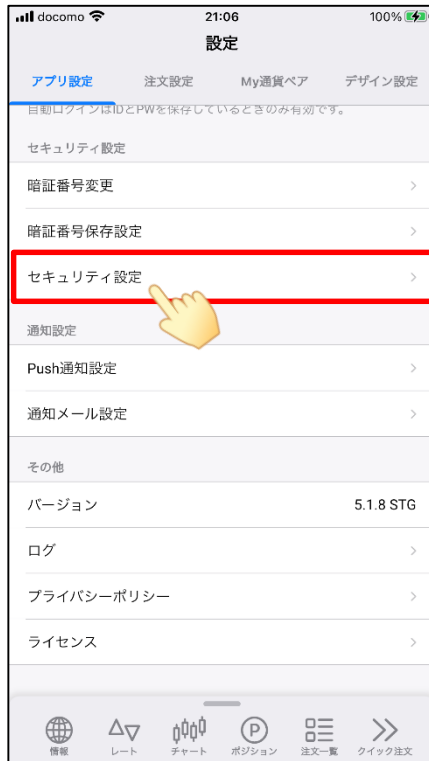 docomo 21:06 100%
設定
アプリ設定 注文設定 My通貨ペア デザイン設定
自動ログインはIDとPWを保存しているときのみ有効です。
セキュリティ設定
暗証番号変更
暗証番号保存設定
セキュリティ設定
通知設定
Push通知設定
通知メール設定
その他
バージョン 5.1.8 STG
ログ
プライバシーポリシー
ライセンス
情報 レート チャート P ポジション 注文一覧 クイック注文